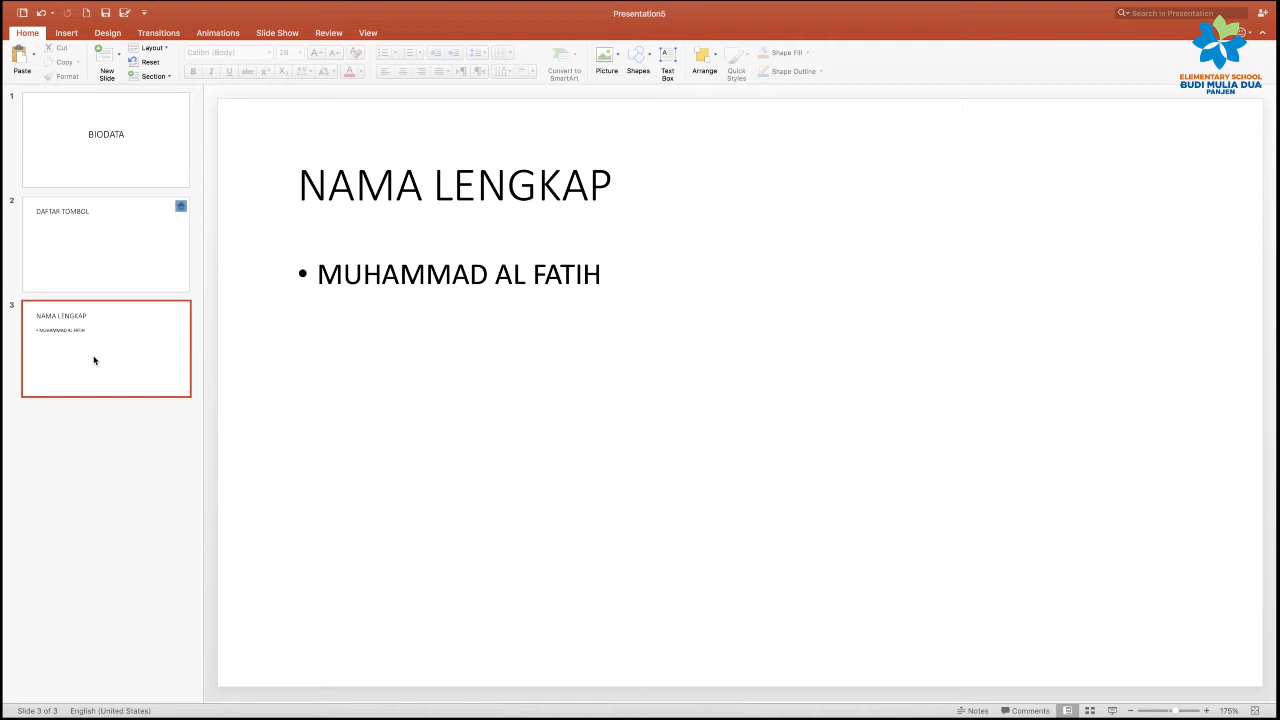 Presentation5
Search in Presentation
Home Insert Design Transitions Animations Slide Show Review View
Paste
Cut
Copy
Format
New Slide
Layout
Reset
Section
Calibri (Body)
28
Convert to SmartArt
Picture
Shapes
Text Box
Arrange
Quick Styles
Shape Fill
Shape Outline
ELEMENTARY SCHOOL
BUDI MULIA DUA
PANJEN
1
BIODATA
2
DAFTAR TOMBOL
3
NAMA LENGKAP
• MUHAMMAD AL FATIH
NAMA LENGKAP
• MUHAMMAD AL FATIH
Slide 3 of 3 English (United States) Notes Comments 175%